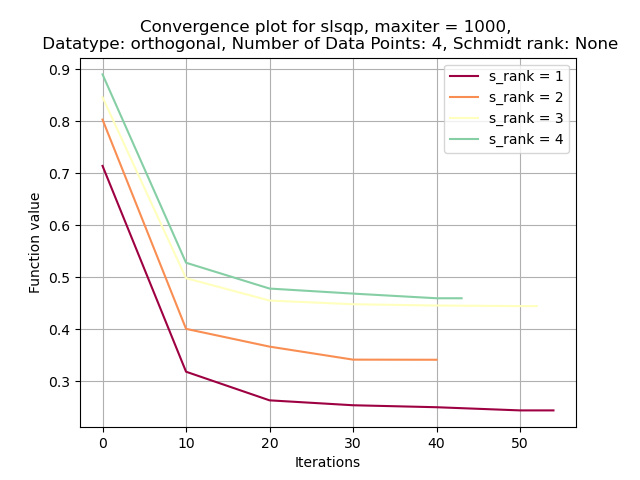 Convergence plot for slsqp, maxiter = 1000,
Datatype: orthogonal, Number of Data Points: 4, Schmidt rank: None
s_rank = 1
s_rank = 2
s_rank = 3
s_rank = 4
Function value
0.9
0.8
0.7
0.6
0.5
0.4
0.3
0 10 20 30 40 50
Iterations